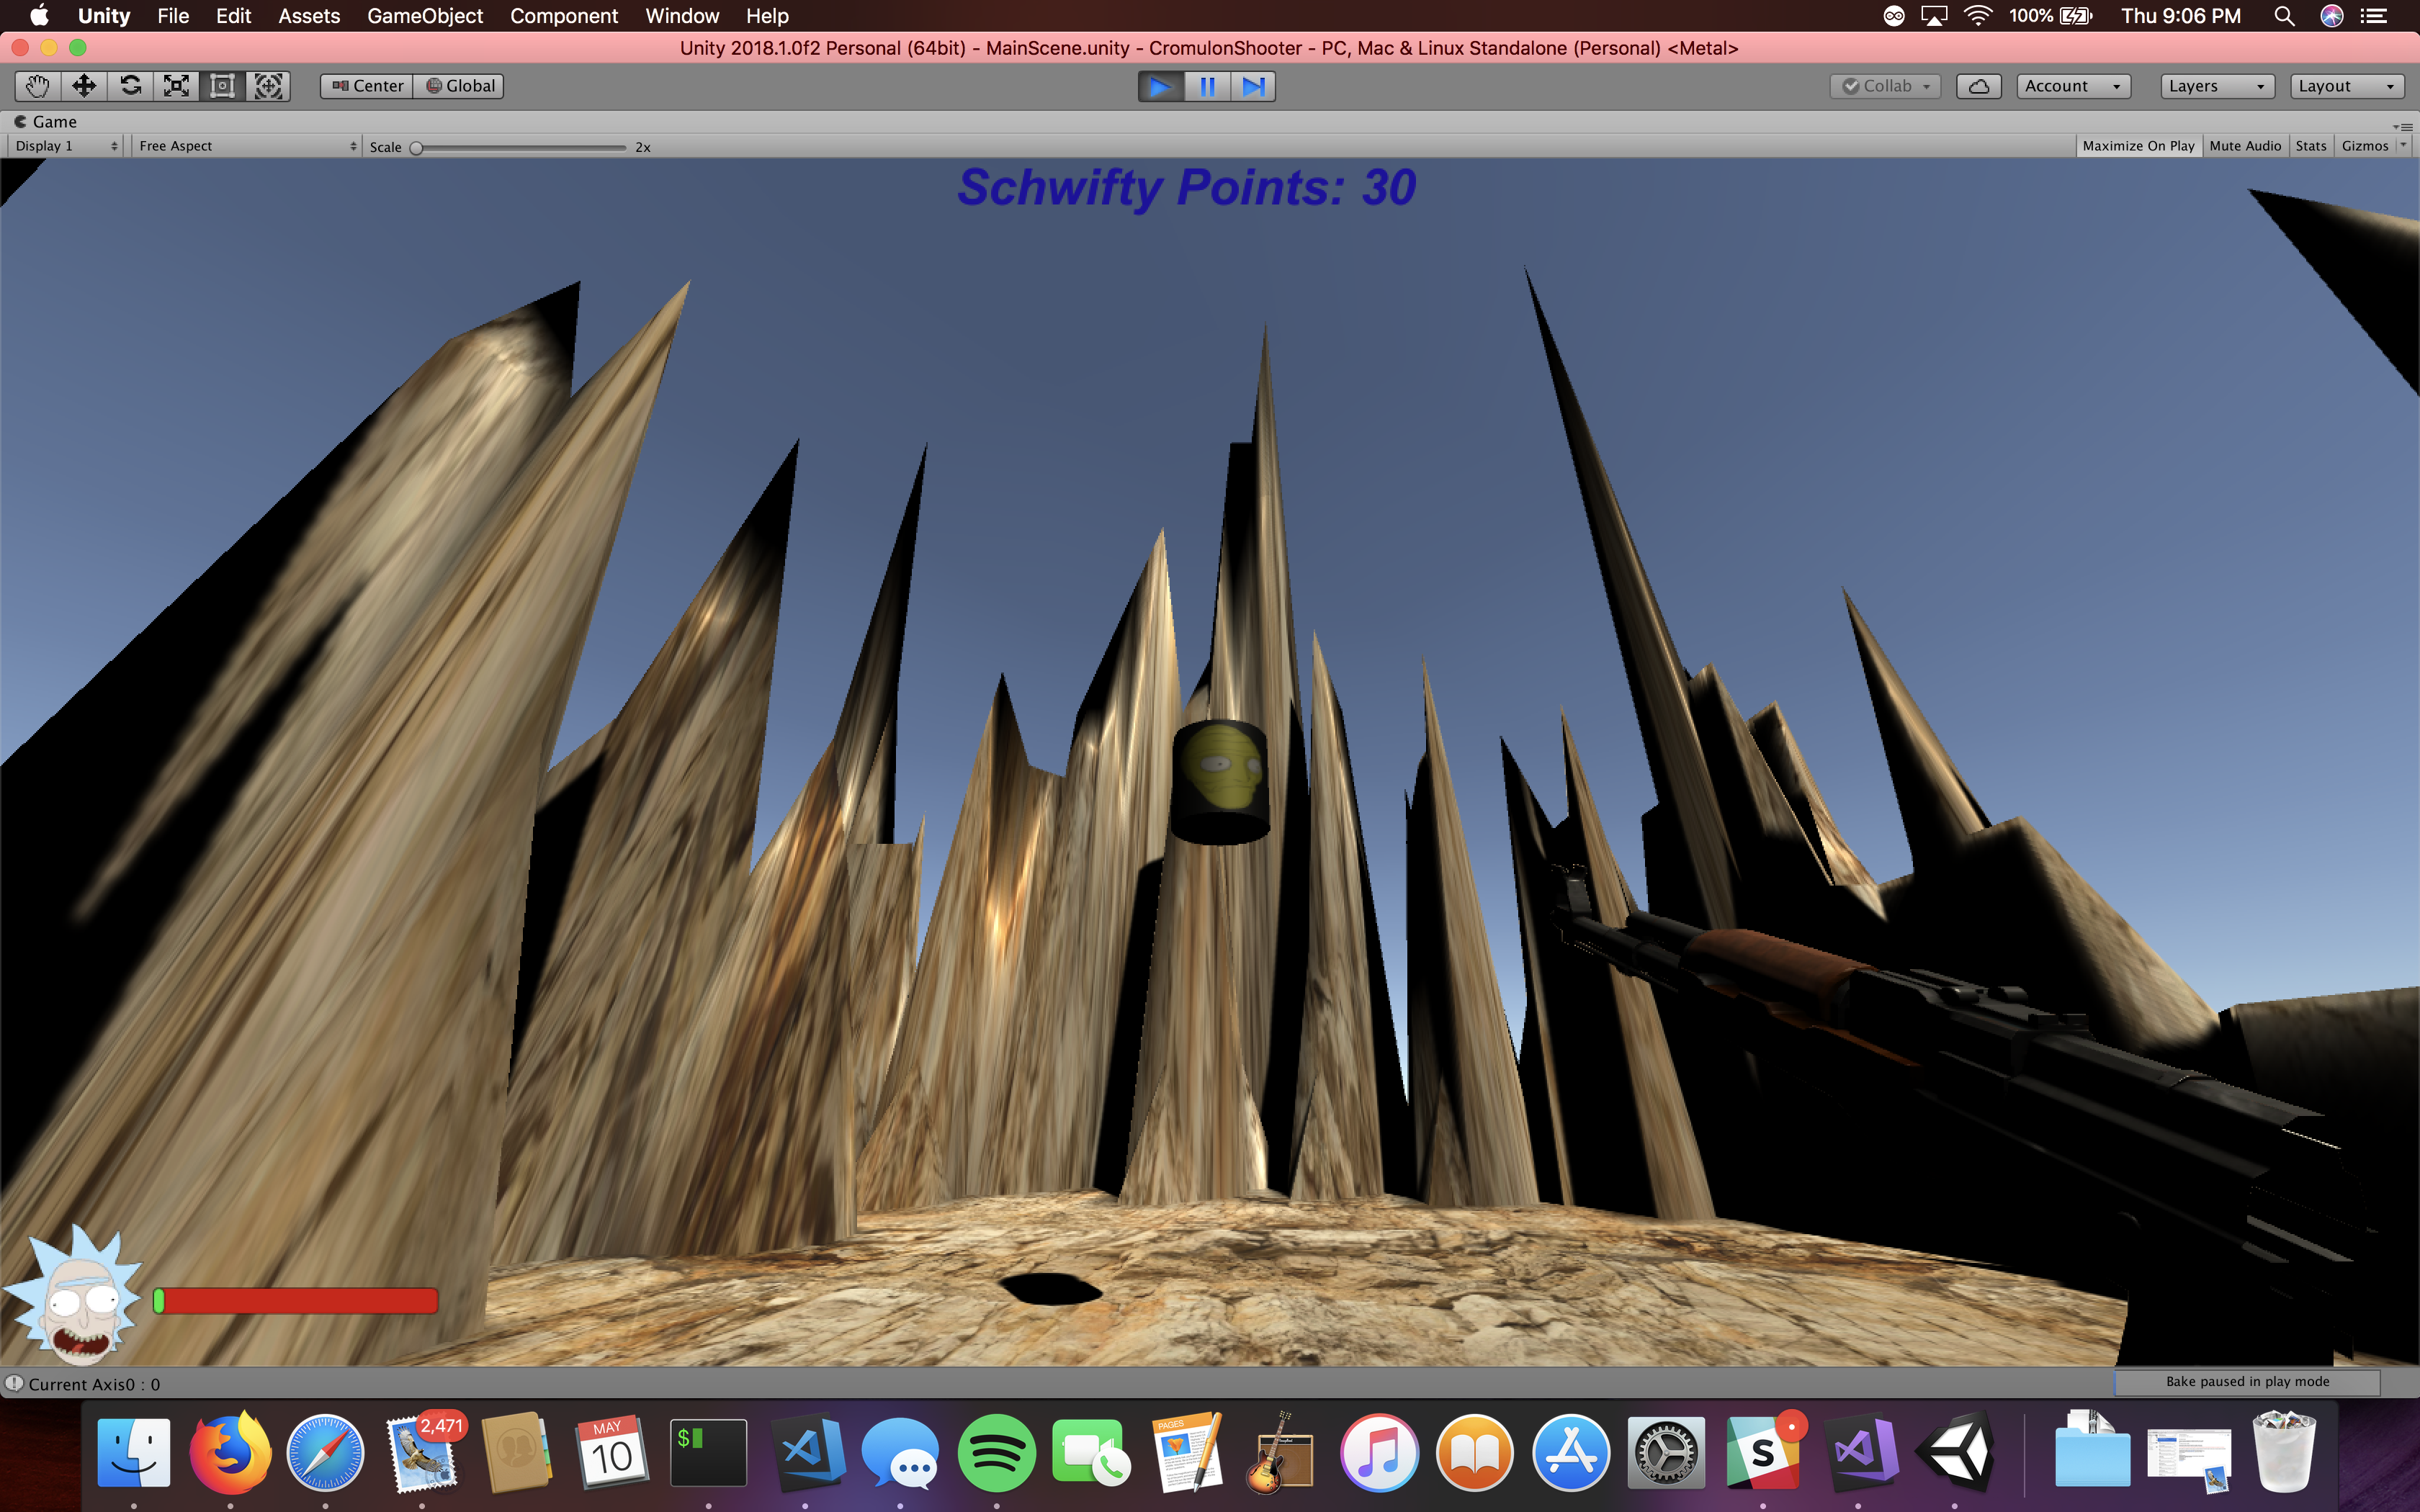 Unity File Edit Assets GameObject Component Window Help 100% Thu 9:06 PM
Unity 2018.1.0f2 Personal (64bit) - MainScene.unity - CromulonShooter - PC, Mac & Linux Standalone (Personal) <Metal>
Center Global Collab Account Layers Layout
Game
Display 1 Free Aspect Scale 2x Maximize On Play Mute Audio Stats Gizmos
Schwifty Points: 30
Current Axis0 : 0 Bake paused in play mode
2,471
MAY
10
$
PAGES
S